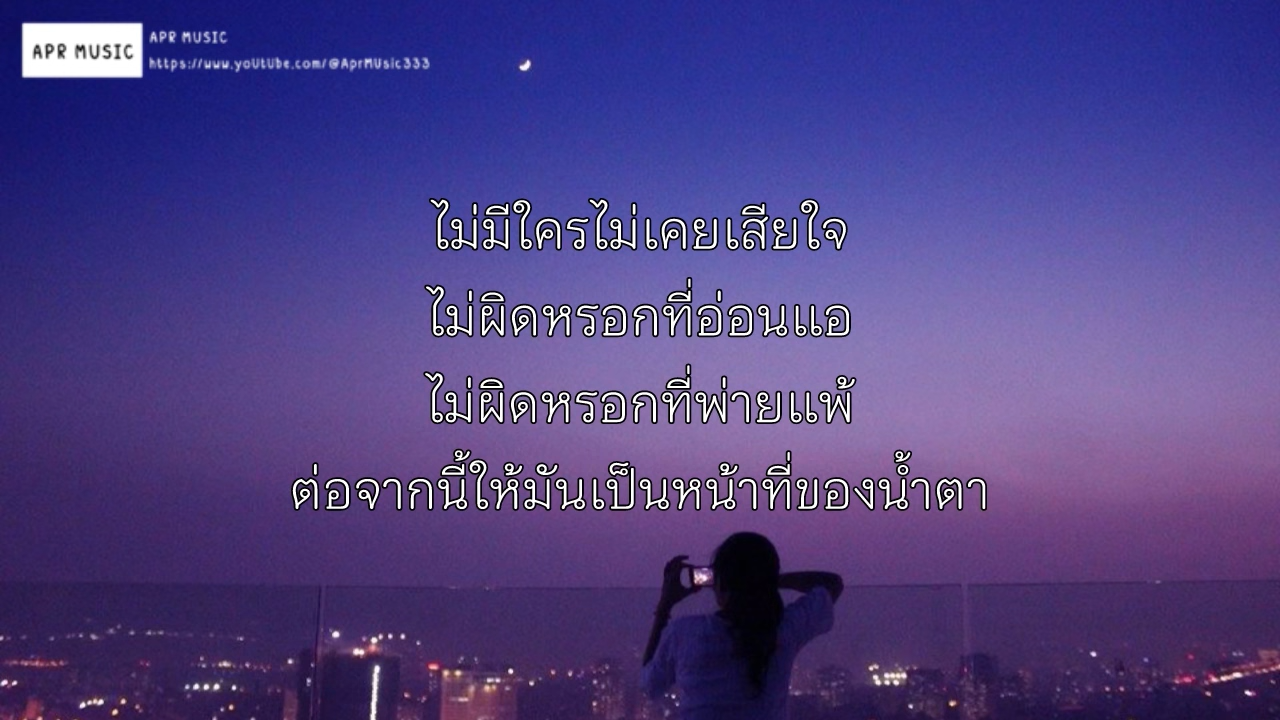 APR MUSIC
APR MUSIC
https://www.youtube.com/@AprMusic333
ไม่มีใครไม่เคยเสียใจ
ไม่ผิดหรอกที่อ่อนแอ
ไม่ผิดหรอกที่พ่ายแพ้
ต่อจากนี้ให้มันเป็นหน้าที่ของน้ำตา